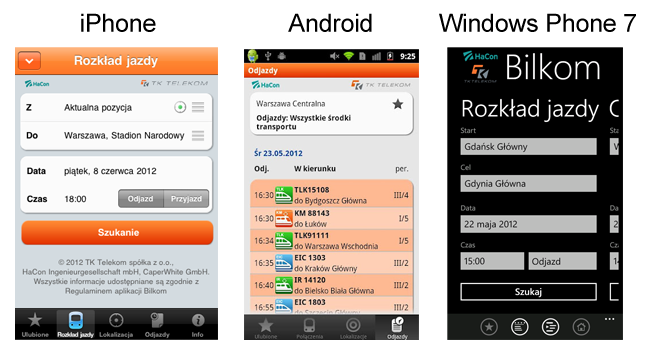 iPhone
Android
Windows Phone 7
Rozkład jazdy
HaCon
TK TELEKOM
Z Aktualna pozycja
Do Warszawa, Stadion Narodowy
Data piątek, 8 czerwca 2012
Czas 18:00 Odjazd Przyjazd
Szukanie
© 2012 TK Telekom spółka z o.o.,
HaCon Ingenieurgesellschaft mbH, CaperWhite GmbH.
Wszystkie informacje udostępniane są zgodnie z
Regulaminem aplikacji Bilkom
Ulubione Rozkład jazdy Lokalizacja Odjazdy Info
9:25
Odjazdy
HaCon
TK TELEKOM
Warszawa Centralna
Odjazdy: Wszystkie środki
transportu
Śr 23.05.2012
Odj. W kierunku per.
16:30 TLK15108 III/4
do Bydgoszcz Główna
16:30 KM 88143 I/5
do Łuków
16:34 TLK91111 I/5
do Warszawa Wschodnia
16:35 EIC 1303 III/2
do Kraków Główny
16:40 IR 14120 III/2
do Bielsko Biała Główna
16:55 EIC 1803 III/2
do Szczecin Główny
Ulubione Połączenia Lokalizacja Odjazdy
HaCon
TK TELEKOM
Bilkom
Rozkład jazdy
Start
Gdańsk Główny
Cel
Gdynia Główna
Data
22 maja 2012
Czas
15:00 Odjazd
Szukaj